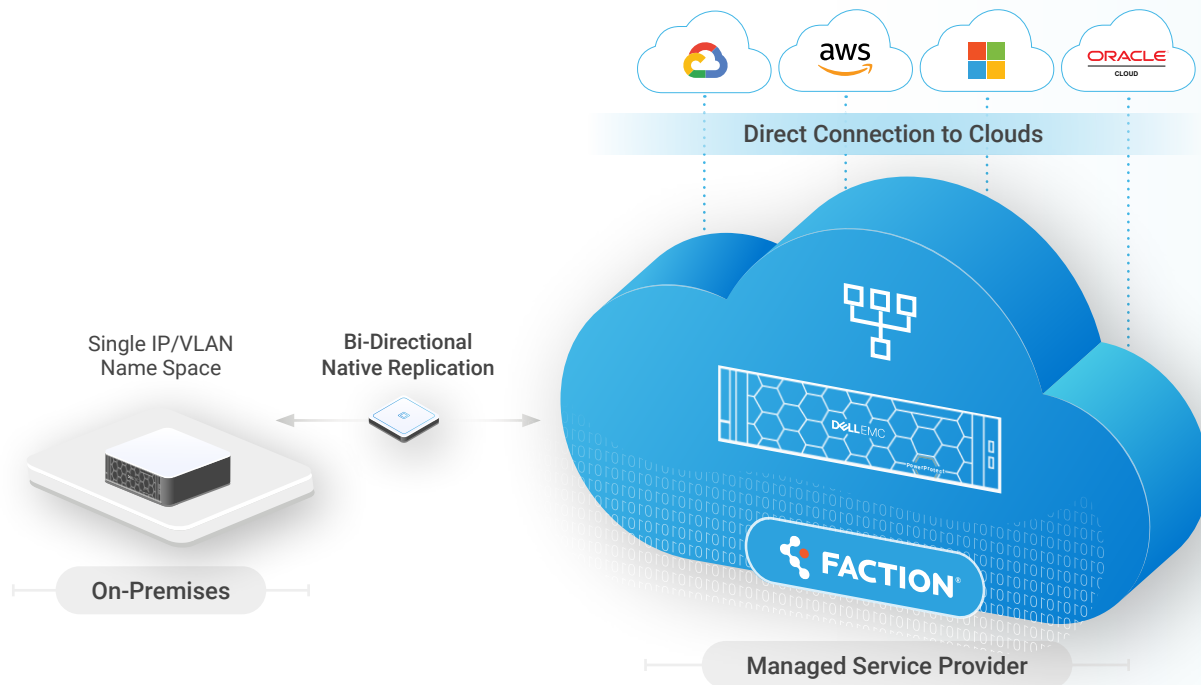 aws
ORACLE
CLOUD
Direct Connection to Clouds
Single IP/VLAN
Name Space
Bi-Directional
Native Replication
DELLEMC
PowerProtect
FACTION®
On-Premises
Managed Service Provider